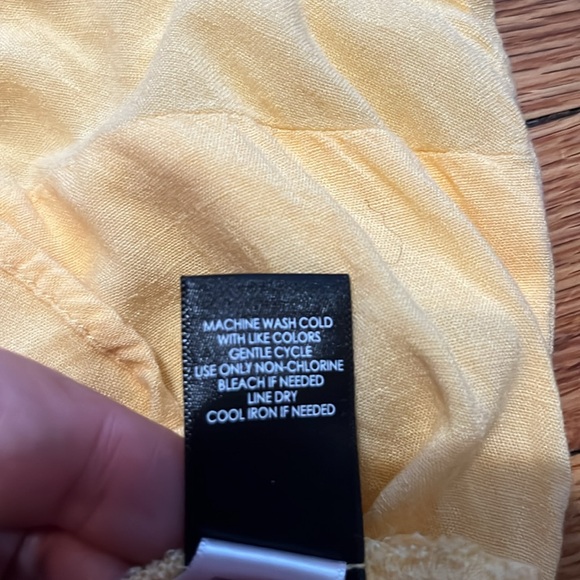 MACHINE WASH COLD
WITH LIKE COLORS
GENTLE CYCLE
USE ONLY NON-CHLORINE
BLEACH IF NEEDED
LINE DRY
COOL IRON IF NEEDED